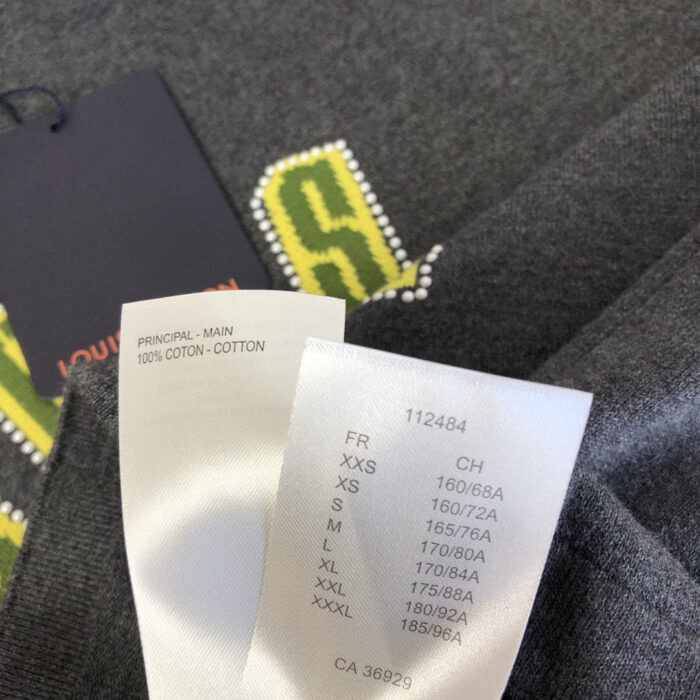 LOUIS
PRINCIPAL - MAIN
100% COTON - COTTON
112484
FR CH
XXS 160/68A
XS 160/72A
S 165/76A
M 170/80A
L 170/84A
XL 175/88A
XXL 180/92A
XXXL 185/96A
CA 36929
S